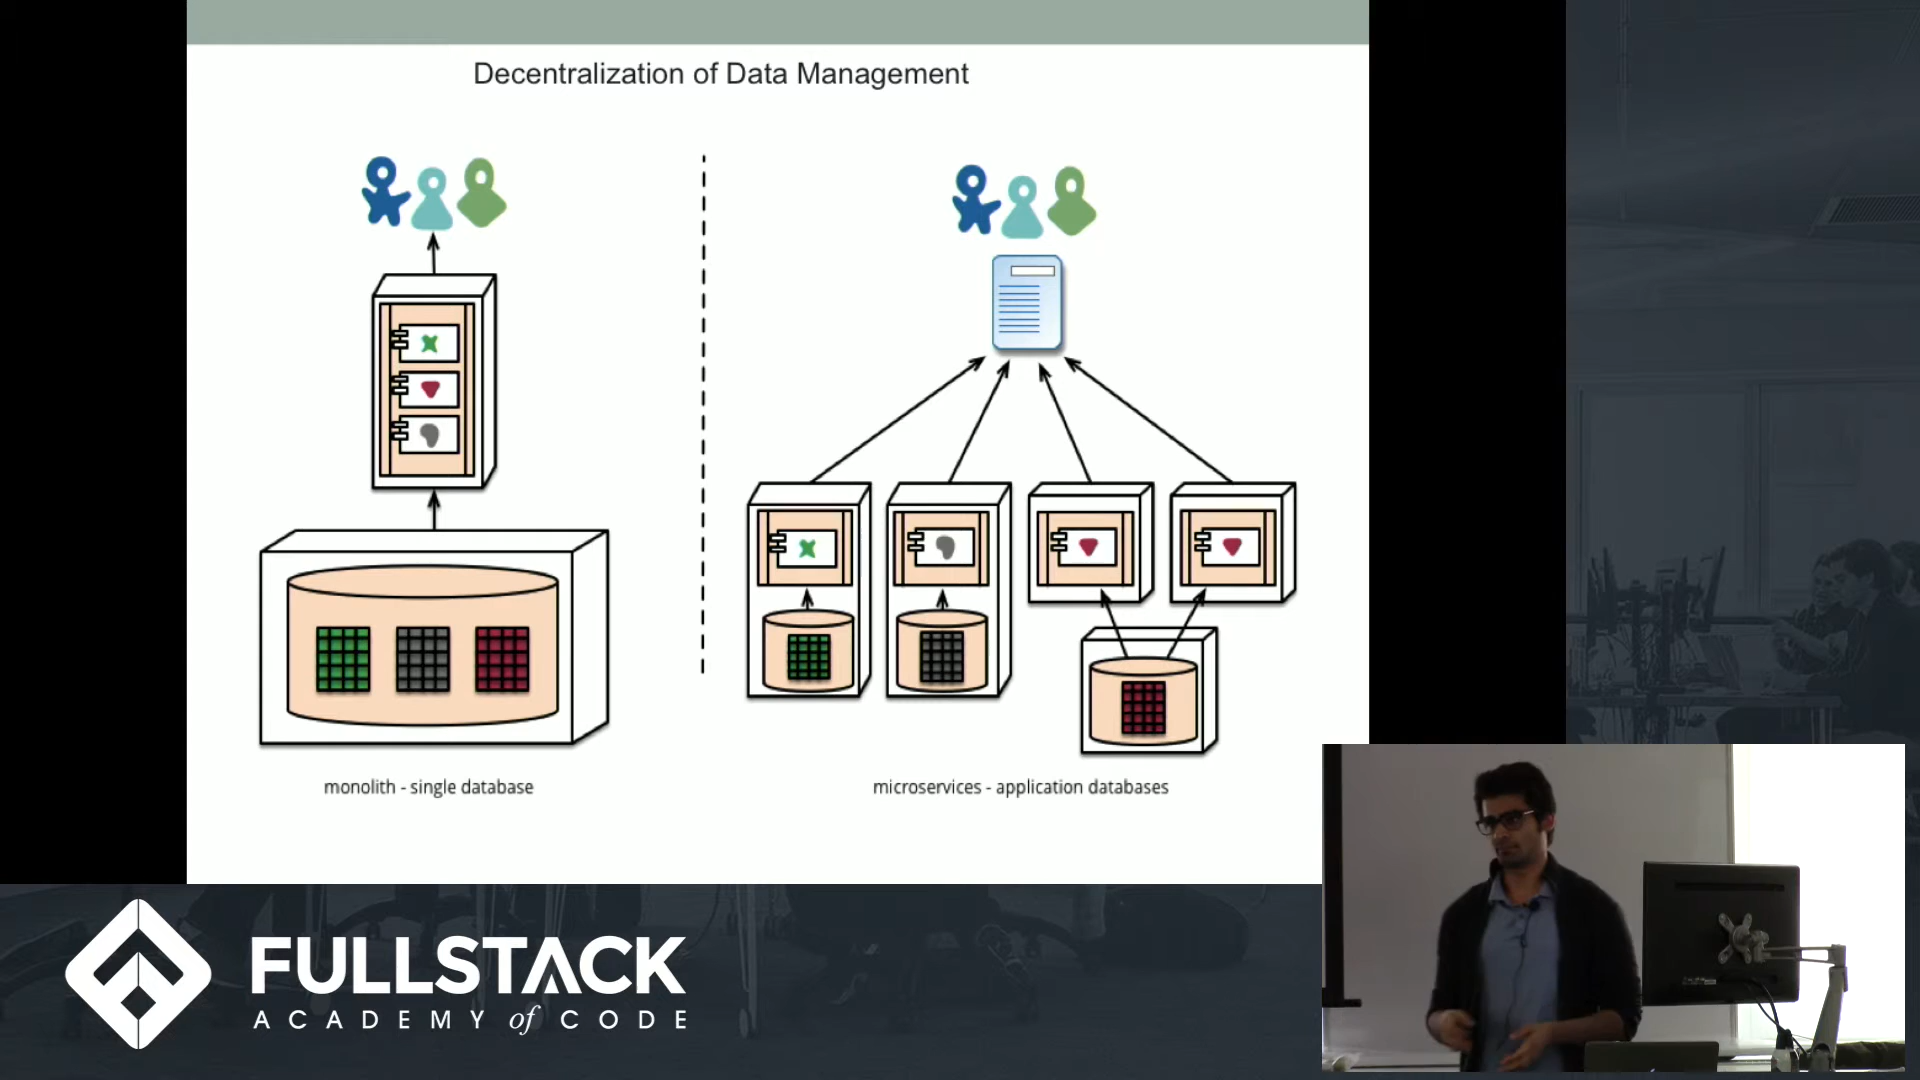 Decentralization of Data Management
monolith - single database
microservices - application databases
FULLSTACK
ACADEMY of CODE